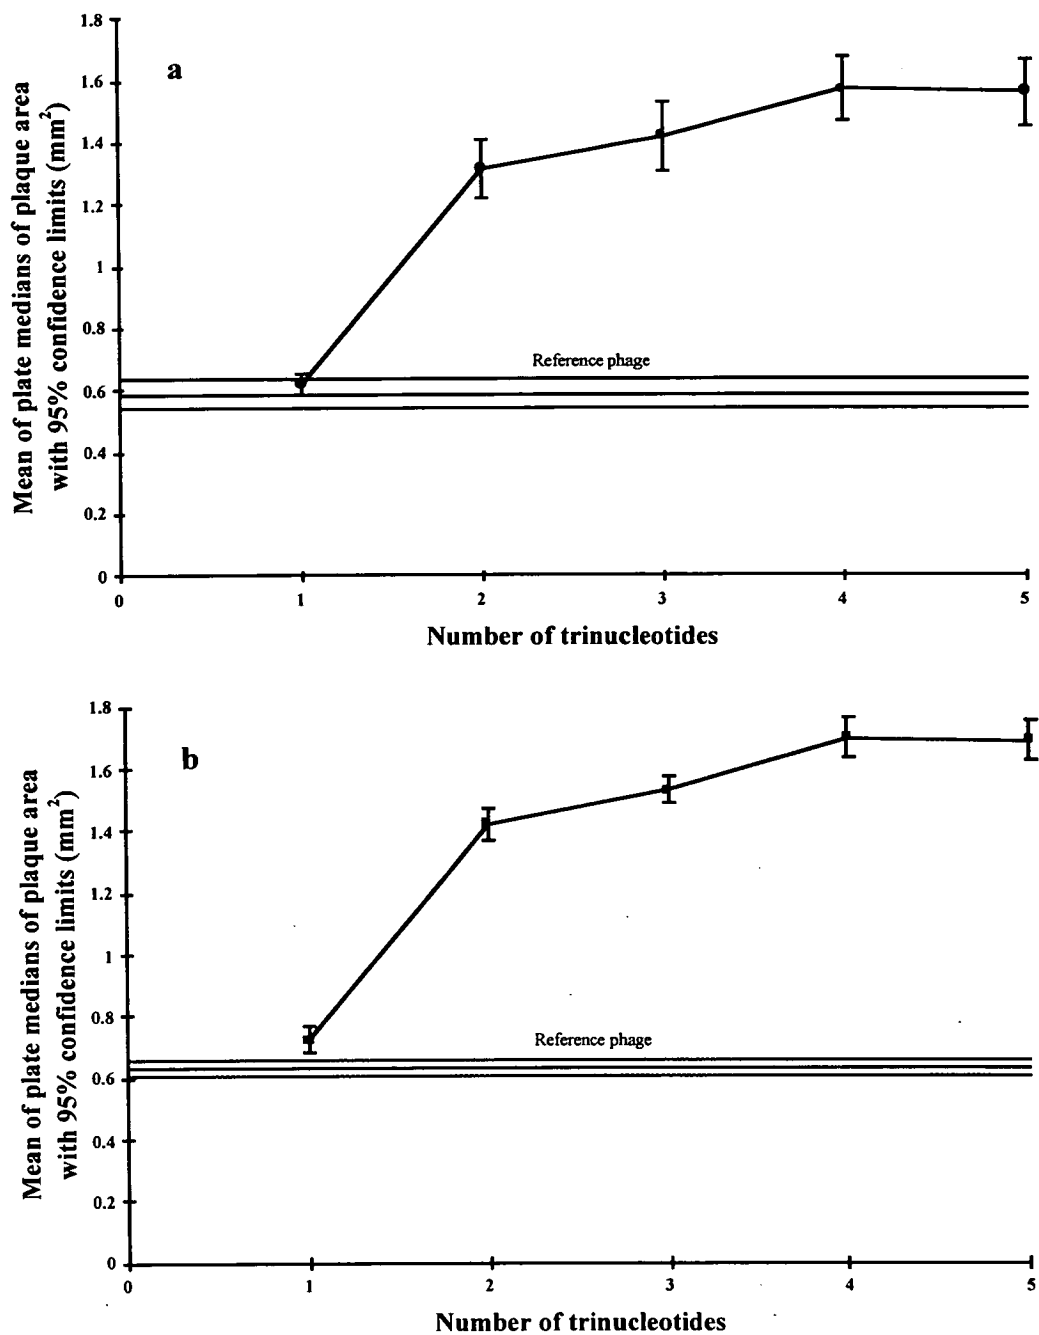 1.8
a
1.6
1.4
1.2
1
0.8
0.6
0.4
0.2
0
Mean of plate medians of plaque area
with 95% confidence limits (mm²)
Reference phage
0 1 2 3 4 5
Number of trinucleotides
1.8
b
1.6
1.4
1.2
1
0.8
0.6
0.4
0.2
0
Mean of plate medians of plaque area
with 95% confidence limits (mm²)
Reference phage
0 1 2 3 4 5
Number of trinucleotides